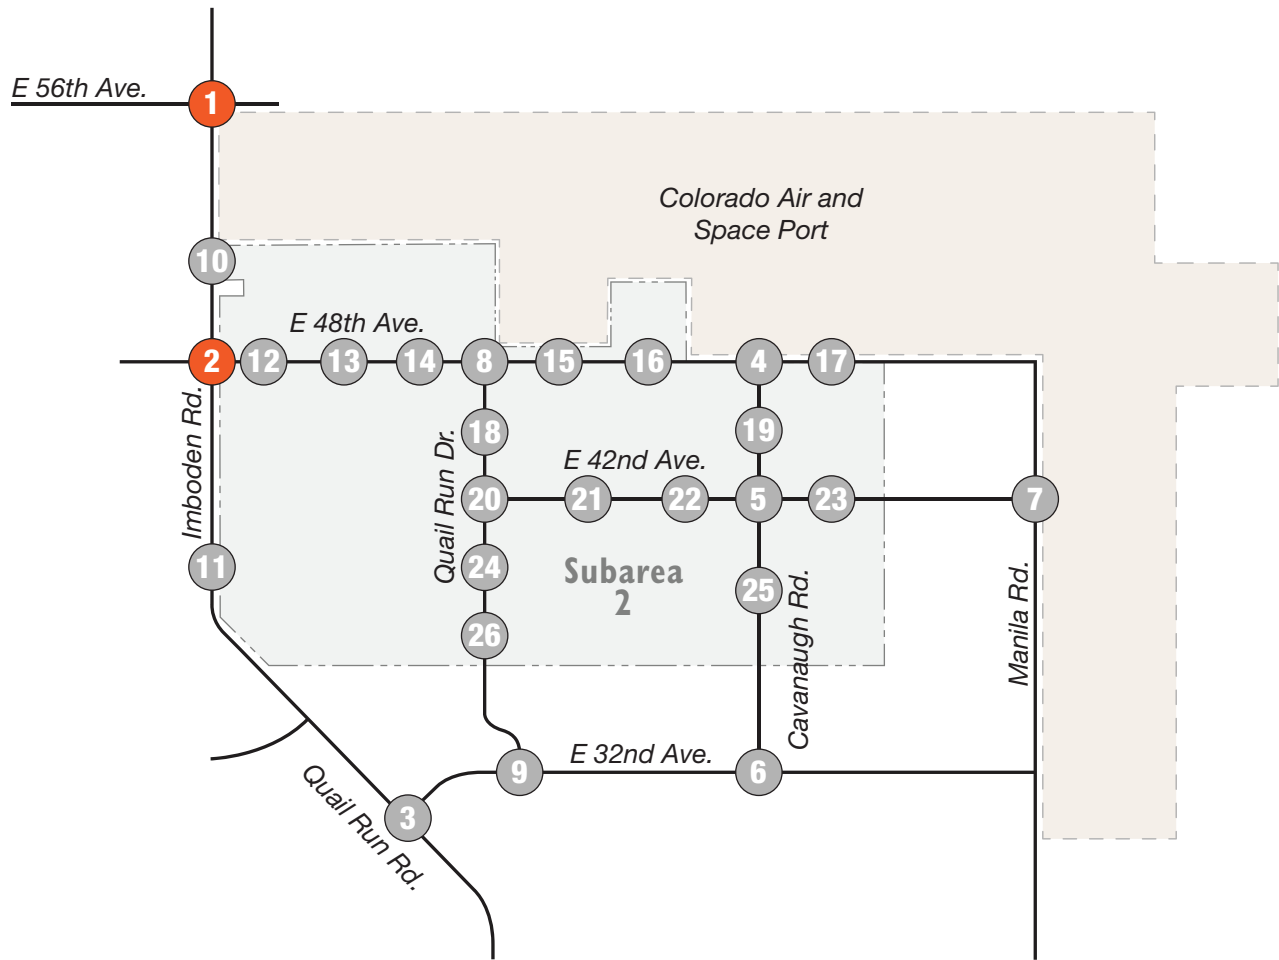 E 56th Ave.
1
Colorado Air and
Space Port
10
E 48th Ave.
2
12
13
14
8
15
16
4
17
Imboden Rd.
18
19
Quail Run Dr.
E 42nd Ave.
20
21
22
5
23
7
11
24
Subarea
2
25
Cavanaugh Rd.
Manila Rd.
26
E 32nd Ave.
9
6
Quail Run Rd.
3